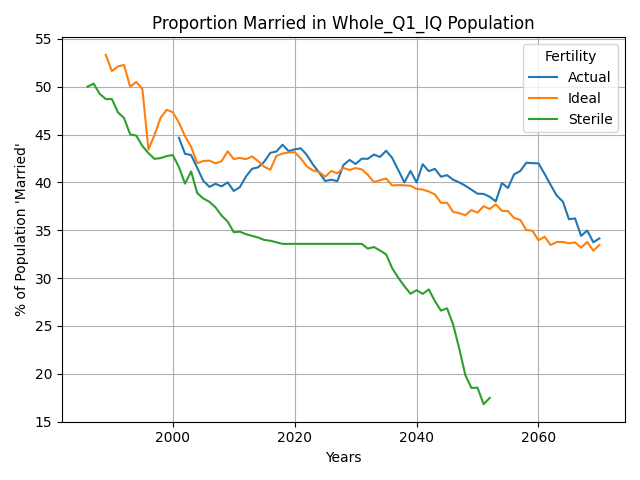 Proportion Married in Whole_Q1_IQ Population
% of Population 'Married'
55
50
45
40
35
30
25
20
15
2000
2020
2040
2060
Years
Fertility
Actual
Ideal
Sterile